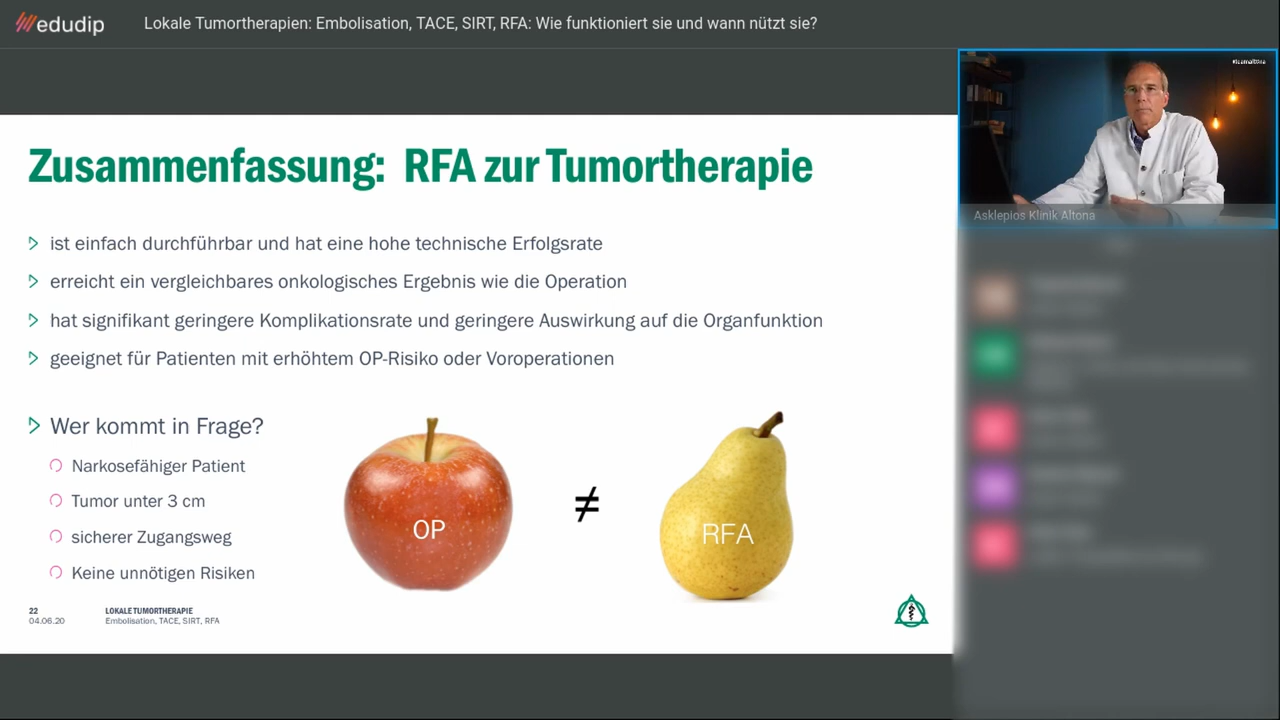 edudip
Lokale Tumortherapien: Embolisation, TACE, SIRT, RFA: Wie funktioniert sie und wann nützt sie?
Asklepios Klinik Altona
Zusammenfassung: RFA zur Tumortherapie
ist einfach durchführbar und hat eine hohe technische Erfolgsrate
erreicht ein vergleichbares onkologisches Ergebnis wie die Operation
hat signifikant geringere Komplikationsrate und geringere Auswirkung auf die Organfunktion
geeignet für Patienten mit erhöhtem OP-Risiko oder Voroperationen
Wer kommt in Frage?
Narkosefähiger Patient
Tumor unter 3 cm
sicherer Zugangsweg
Keine unnötigen Risiken
OP
≠
RFA
22
LOKALE TUMORTHERAPIE
04.06.20
Embolisation, TACE, SIRT, RFA